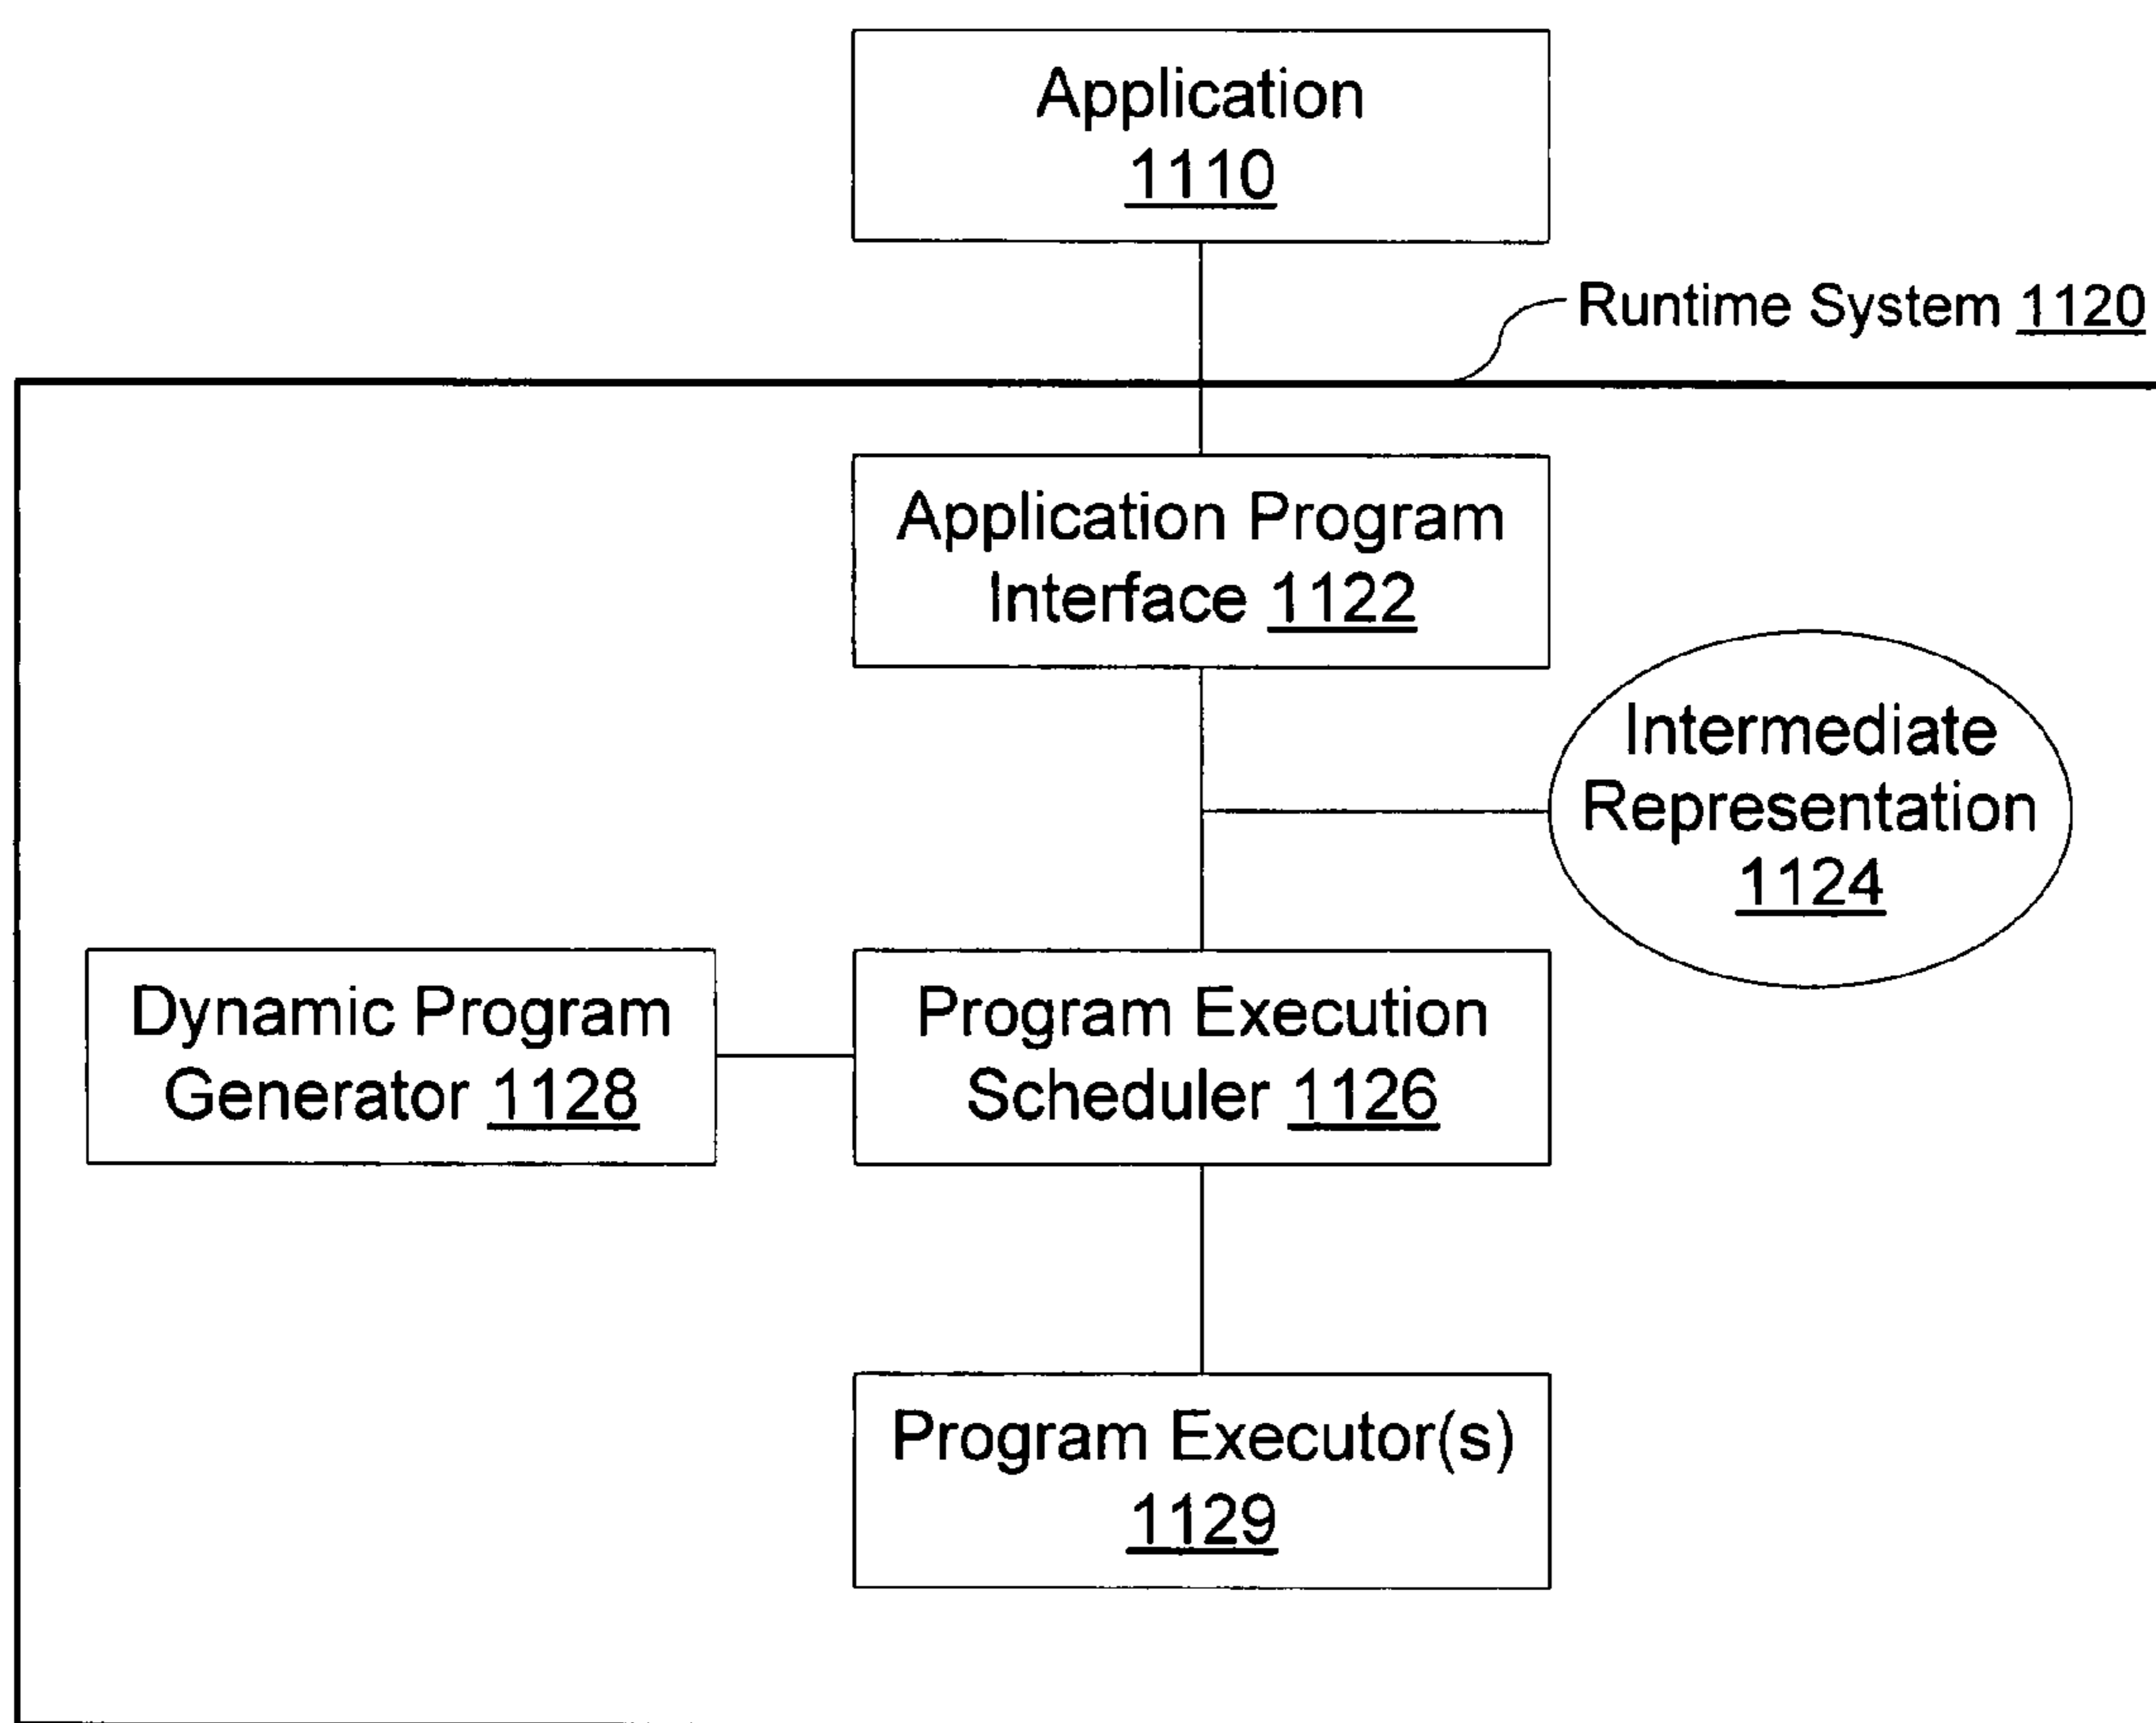 Application
1110
Runtime System 1120
Application Program
Interface 1122
Intermediate
Representation
1124
Dynamic Program
Generator 1128
Program Execution
Scheduler 1126
Program Executor(s)
1129